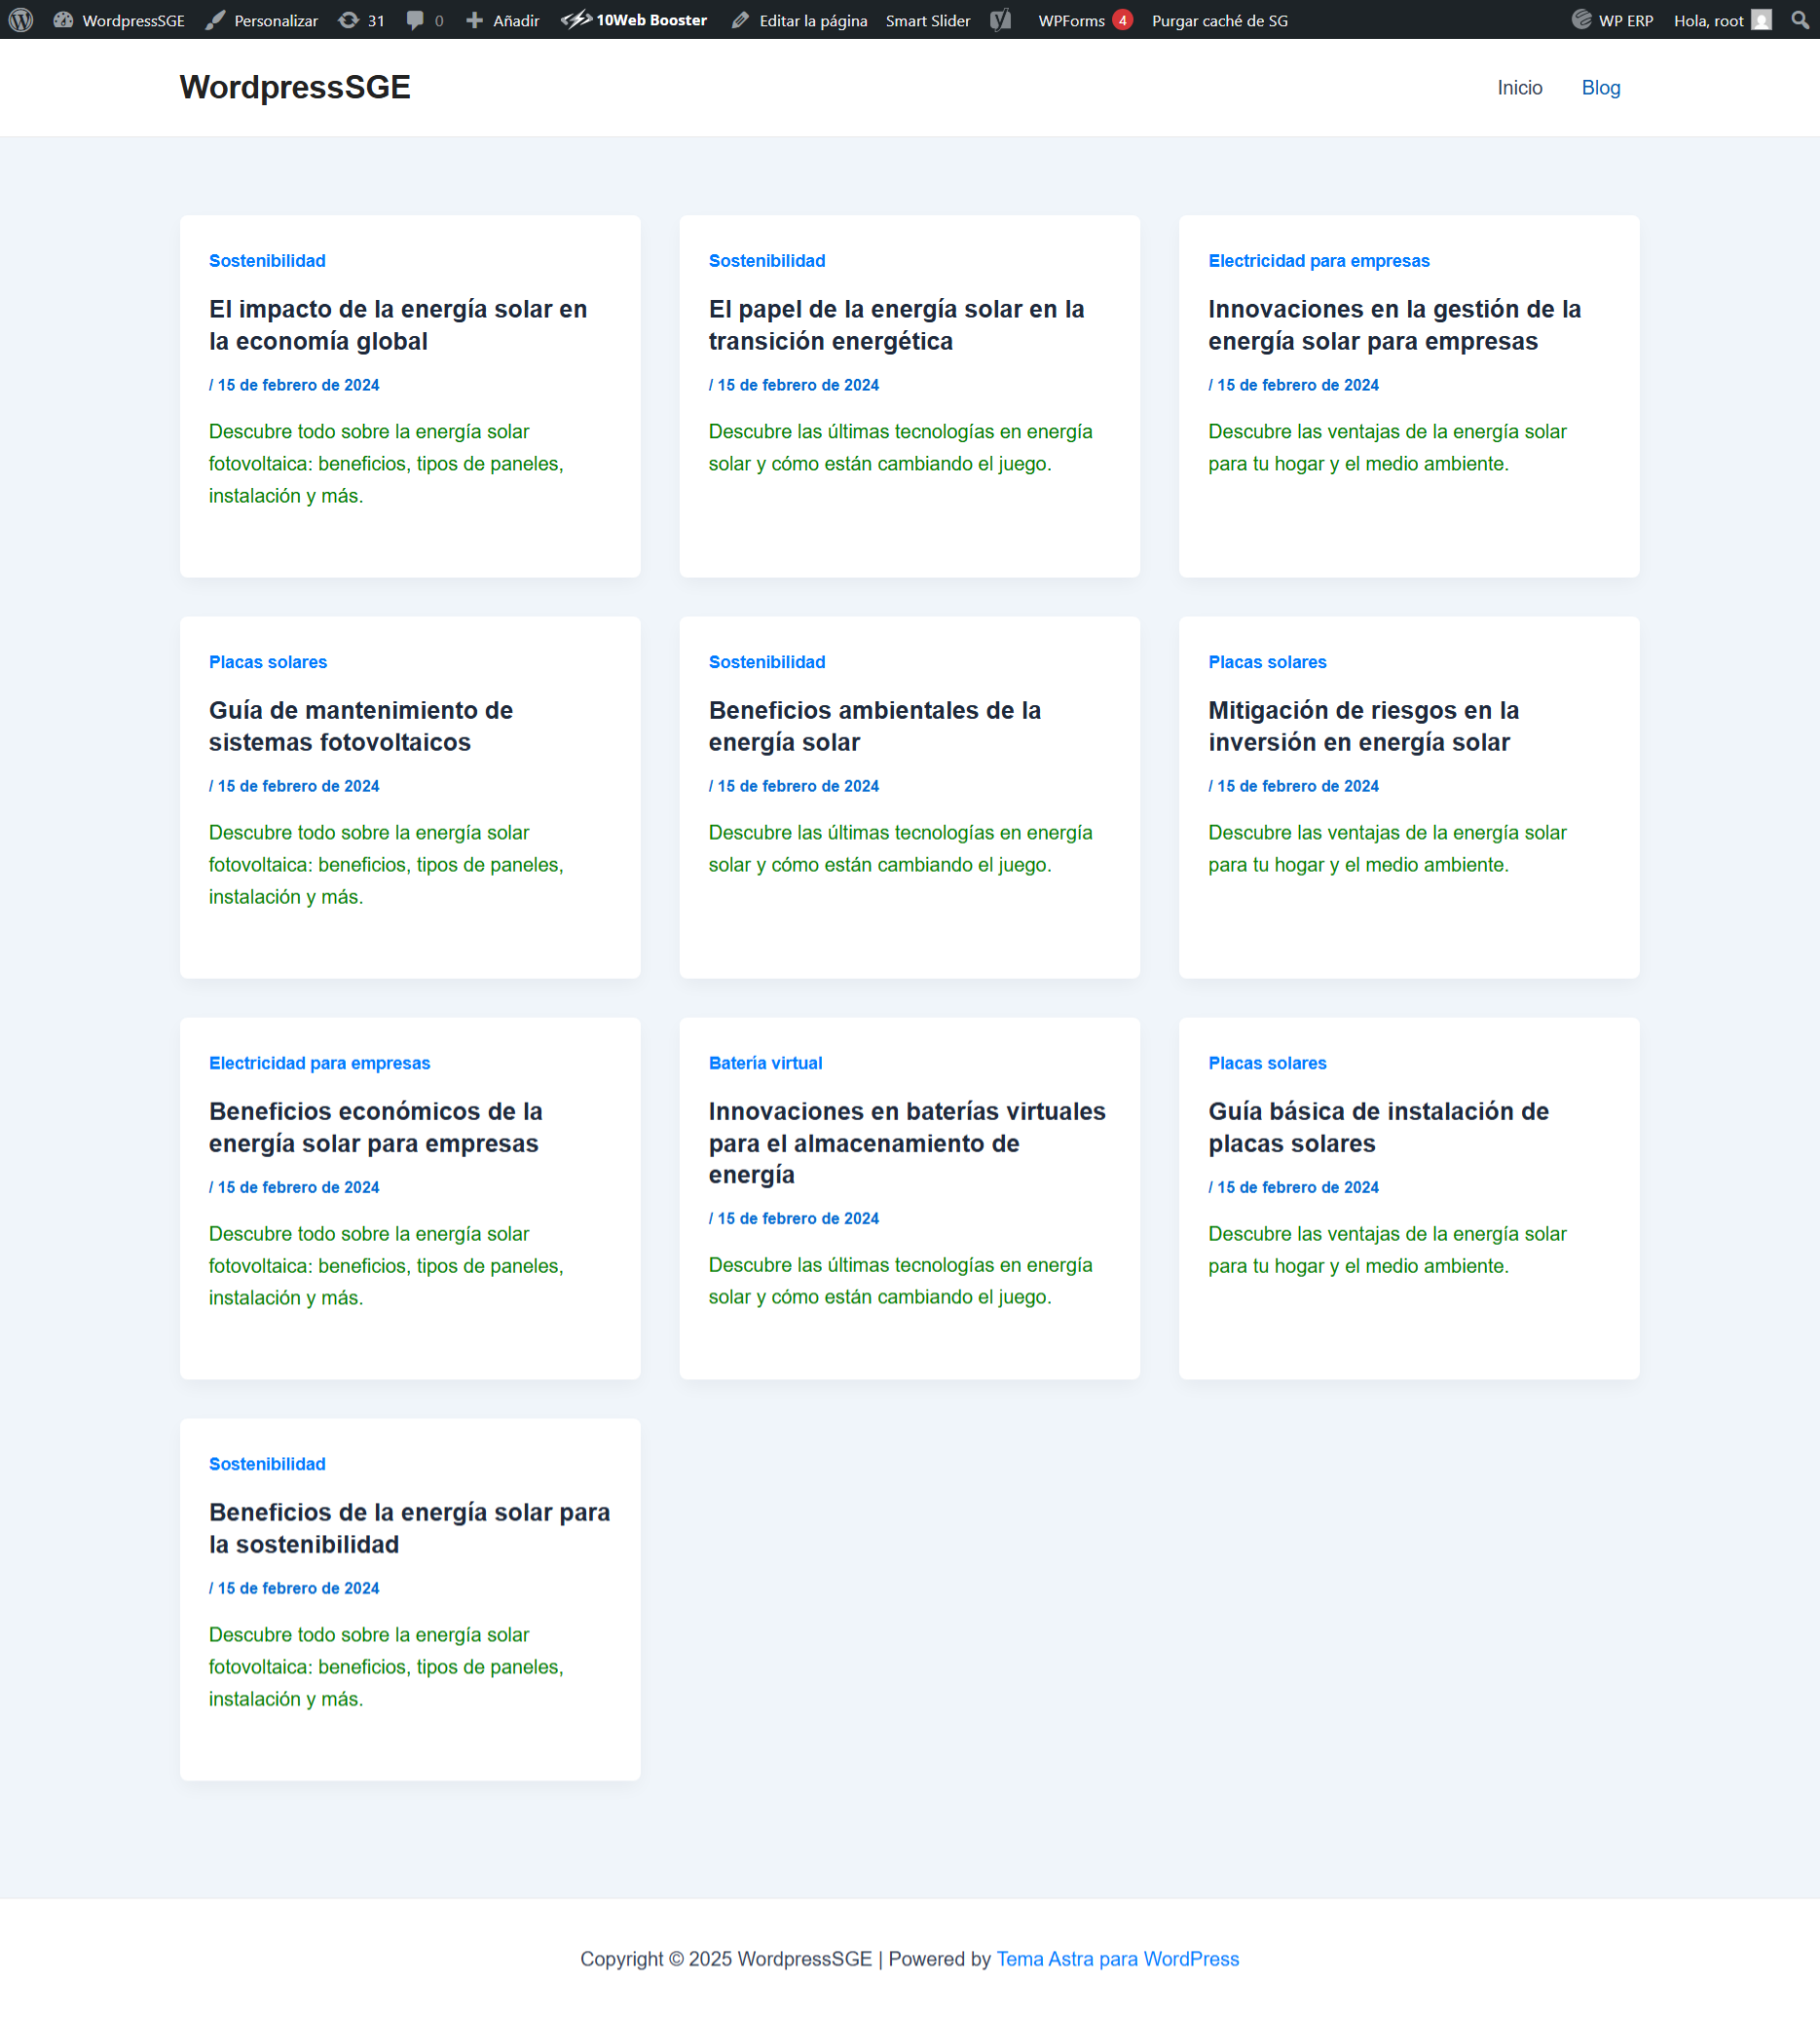 WordpressSGE Personalizar 31 0 Añadir 10Web Booster Editar la página Smart Slider WPForms 4 Purgar caché de SG WP ERP Hola, root
WordpressSGE
Inicio Blog
Sostenibilidad
El impacto de la energía solar en
la economía global
/ 15 de febrero de 2024
Descubre todo sobre la energía solar
fotovoltaica: beneficios, tipos de paneles,
instalación y más.
Sostenibilidad
El papel de la energía solar en la
transición energética
/ 15 de febrero de 2024
Descubre las últimas tecnologías en energía
solar y cómo están cambiando el juego.
Electricidad para empresas
Innovaciones en la gestión de la
energía solar para empresas
/ 15 de febrero de 2024
Descubre las ventajas de la energía solar
para tu hogar y el medio ambiente.
Placas solares
Guía de mantenimiento de
sistemas fotovoltaicos
/ 15 de febrero de 2024
Descubre todo sobre la energía solar
fotovoltaica: beneficios, tipos de paneles,
instalación y más.
Sostenibilidad
Beneficios ambientales de la
energía solar
/ 15 de febrero de 2024
Descubre las últimas tecnologías en energía
solar y cómo están cambiando el juego.
Placas solares
Mitigación de riesgos en la
inversión en energía solar
/ 15 de febrero de 2024
Descubre las ventajas de la energía solar
para tu hogar y el medio ambiente.
Electricidad para empresas
Beneficios económicos de la
energía solar para empresas
/ 15 de febrero de 2024
Descubre todo sobre la energía solar
fotovoltaica: beneficios, tipos de paneles,
instalación y más.
Batería virtual
Innovaciones en baterías virtuales
para el almacenamiento de
energía
/ 15 de febrero de 2024
Descubre las últimas tecnologías en energía
solar y cómo están cambiando el juego.
Placas solares
Guía básica de instalación de
placas solares
/ 15 de febrero de 2024
Descubre las ventajas de la energía solar
para tu hogar y el medio ambiente.
Sostenibilidad
Beneficios de la energía solar para
la sostenibilidad
/ 15 de febrero de 2024
Descubre todo sobre la energía solar
fotovoltaica: beneficios, tipos de paneles,
instalación y más.
Copyright © 2025 WordpressSGE | Powered by Tema Astra para WordPress